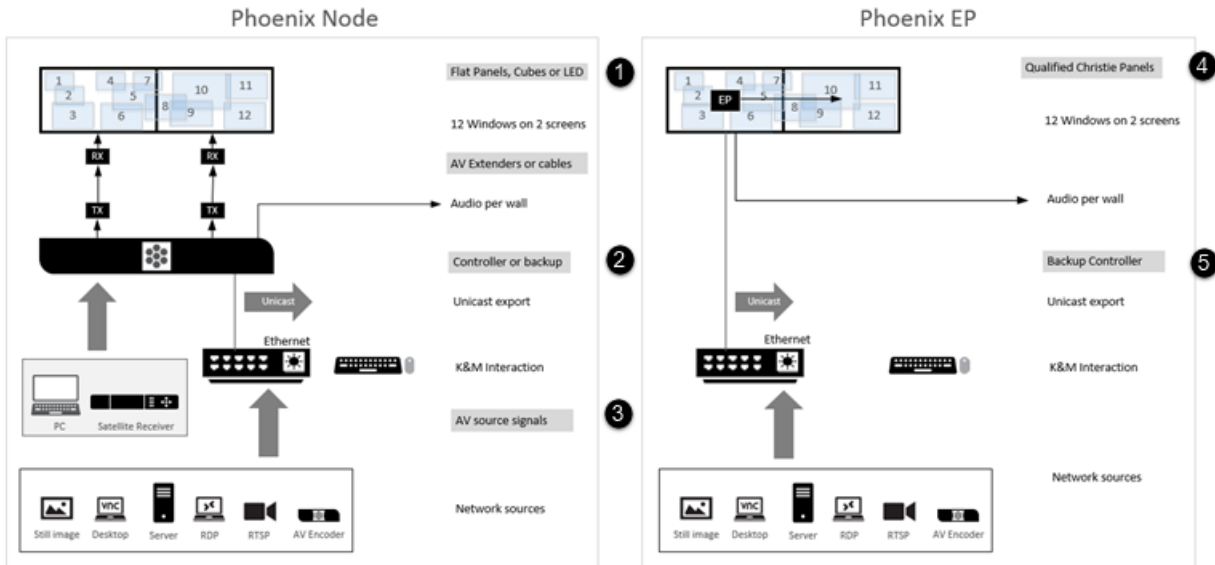 Phoenix Node
Phoenix EP
1 4 7 10 11
2 5 8
3 6 9 12
Flat Panels, Cubes or LED
1
12 Windows on 2 screens
RX RX
AV Extenders or cables
TX TX
Audio per wall
Controller or backup
2
Unicast
Unicast export
Ethernet
K&M Interaction
AV source signals
3
PC Satellite Receiver
vnc
Still image Desktop Server RDP RTSP AV Encoder
Network sources
1 4 7 10 11
2 EP 5 8
3 6 9 12
Qualified Christie Panels
4
12 Windows on 2 screens
Audio per wall
Backup Controller
5
Unicast
Unicast export
Ethernet
K&M Interaction
Network sources
vnc
Still image Desktop Server RDP RTSP AV Encoder